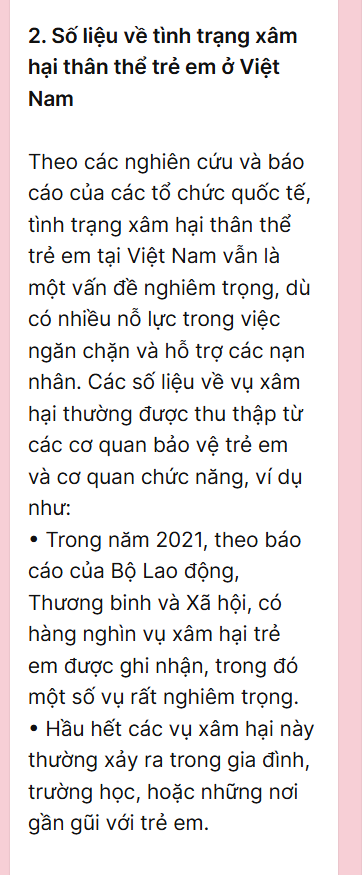 2. Số liệu về tình trạng xâm
hại thân thể trẻ em ở Việt
Nam
Theo các nghiên cứu và báo
cáo của các tổ chức quốc tế,
tình trạng xâm hại thân thể
trẻ em tại Việt Nam vẫn là
một vấn đề nghiêm trọng, dù
có nhiều nỗ lực trong việc
ngăn chặn và hỗ trợ các nạn
nhân. Các số liệu về vụ xâm
hại thường được thu thập từ
các cơ quan bảo vệ trẻ em
và cơ quan chức năng, ví dụ
như:
• Trong năm 2021, theo báo
cáo của Bộ Lao động,
Thương binh và Xã hội, có
hàng nghìn vụ xâm hại trẻ
em được ghi nhận, trong đó
một số vụ rất nghiêm trọng.
• Hầu hết các vụ xâm hại này
thường xảy ra trong gia đình,
trường học, hoặc những nơi
gần gũi với trẻ em.